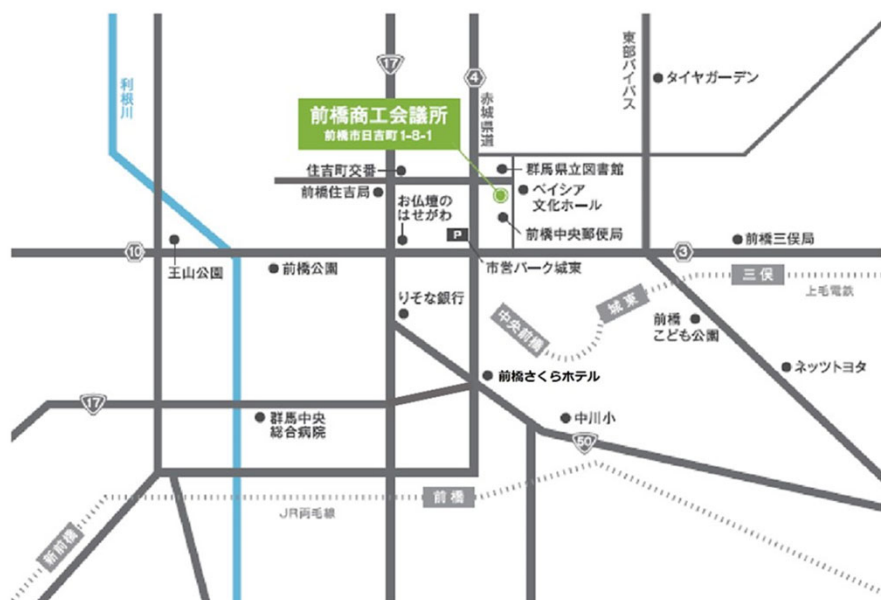 17
4
利根川
赤城県道
東部バイパス
タイヤガーデン
前橋商工会議所
前橋市日吉町1-8-1
住吉町交番
群馬県立図書館
前橋住吉局
ベイシア
文化ホール
お仏壇の
はせがわ
P
前橋中央郵便局
10
王山公園
前橋公園
市営パーク城東
3
前橋三俣局
三俣
上毛電鉄
城東
中央前橋
りそな銀行
前橋
こども公園
前橋さくらホテル
ネッツトヨタ
17
群馬中央
総合病院
中川小
50
前橋
JR両毛線
新前橋